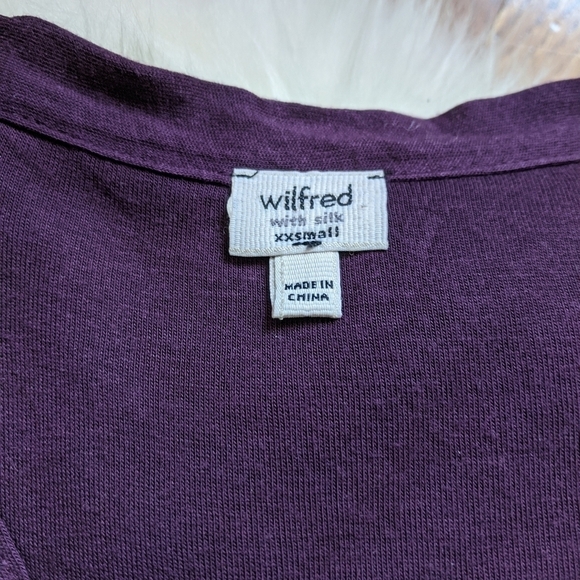 wilfred
with silk
xxsmall
MADE IN
CHINA